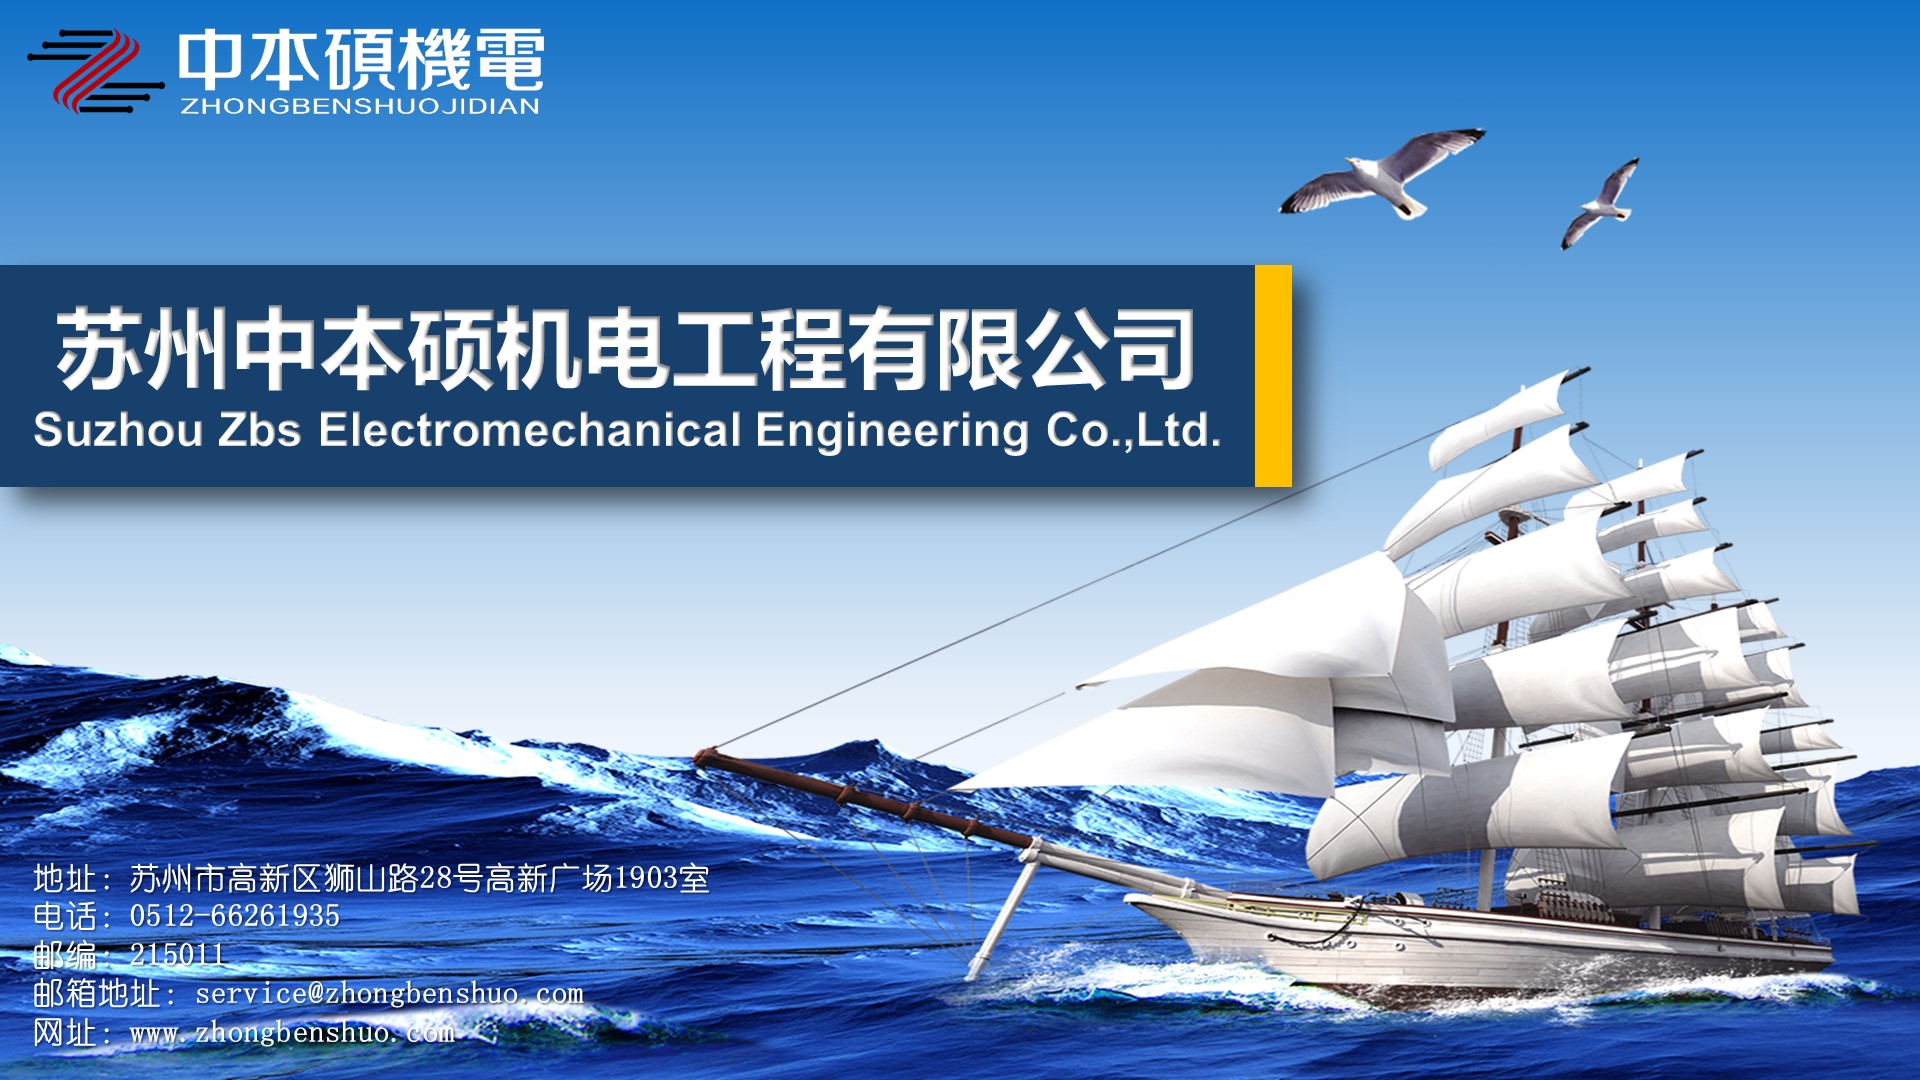 中本碩機電
ZHONGBENSHUOJIDIAN
苏州中本硕机电工程有限公司
Suzhou Zbs Electromechanical Engineering Co.,Ltd.
地址：苏州市高新区狮山路28号高新广场1903室
电话：0512-66261935
邮编：215011
邮箱地址：service@zhongbenshuo.com
网址：www.zhongbenshuo.com